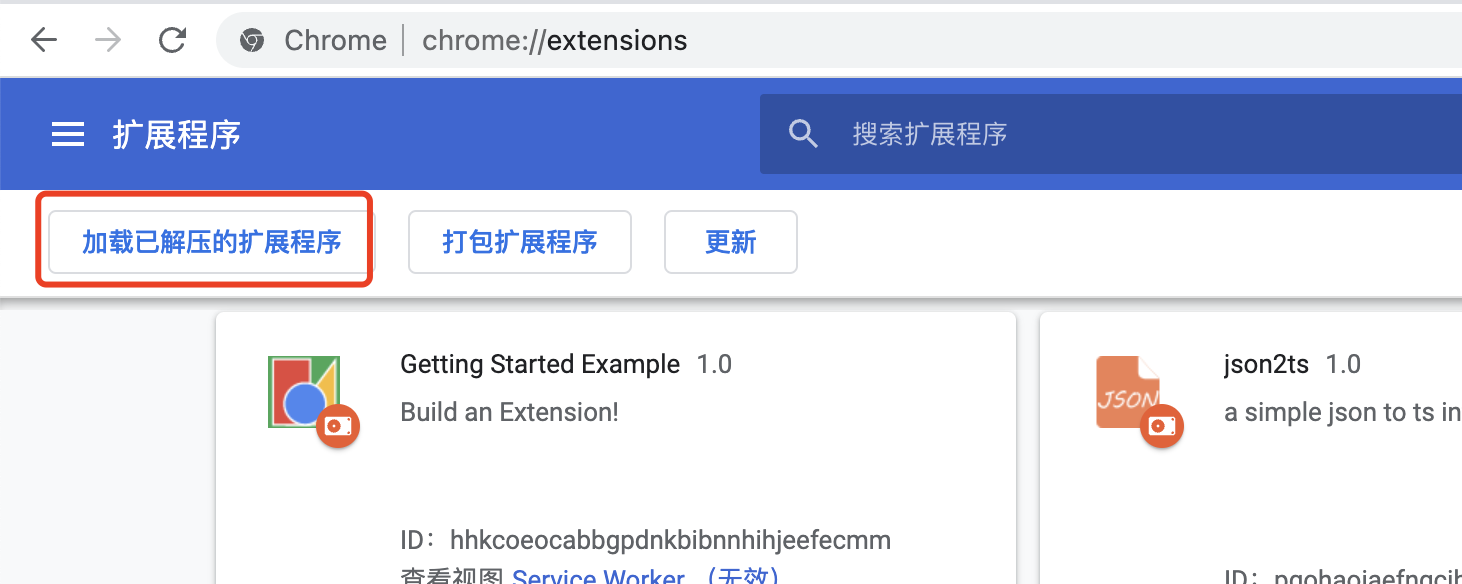 Chrome | chrome://extensions
扩展程序
搜索扩展程序
加载已解压的扩展程序 打包扩展程序 更新
Getting Started Example 1.0
Build an Extension!
ID：hhkcoeocabbgpdnkbibnnhihjeefecmm
查看视图 Service Worker （无效）
JSON
json2ts 1.0
a simple json to ts in